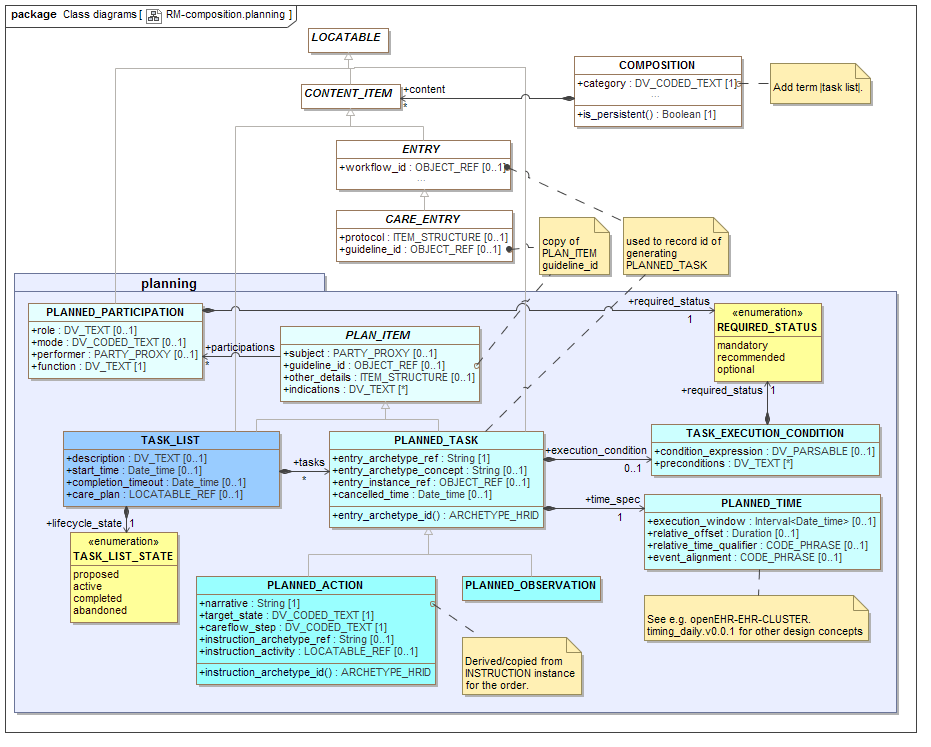 package Class diagrams [ RM-composition.planning ]
LOCATABLE
CONTENT_ITEM
+content
*
COMPOSITION
+category : DV_CODED_TEXT [1]
...
+is_persistent() : Boolean [1]
Add term |task list|.
ENTRY
+workflow_id : OBJECT_REF [0..1]
...
CARE_ENTRY
+protocol : ITEM_STRUCTURE [0..1]
+guideline_id : OBJECT_REF [0..1]
copy of
PLAN_ITEM
guideline_id
used to record id of
generating
PLANNED_TASK
planning
PLANNED_PARTICIPATION
+role : DV_TEXT [0..1]
+mode : DV_CODED_TEXT [0..1]
+performer : PARTY_PROXY [0..1]
+function : DV_TEXT [1]
+participations
*
+required_status
1
PLAN_ITEM
+subject : PARTY_PROXY [0..1]
+guideline_id : OBJECT_REF [0..1]
+other_details : ITEM_STRUCTURE [0..1]
+indications : DV_TEXT [*]
«enumeration»
REQUIRED_STATUS
mandatory
recommended
optional
+required_status
1
TASK_LIST
+description : DV_TEXT [0..1]
+start_time : Date_time [0..1]
+completion_timeout : Date_time [0..1]
+care_plan : LOCATABLE_REF [0..1]
+tasks
*
PLANNED_TASK
+entry_archetype_ref : String [1]
+entry_archetype_concept : String [0..1]
+entry_instance_ref : OBJECT_REF [0..1]
+cancelled_time : Date_time [0..1]
+entry_archetype_id() : ARCHETYPE_HRID
+execution_condition
0..1
TASK_EXECUTION_CONDITION
+condition_expression : DV_PARSABLE [0..1]
+preconditions : DV_TEXT [*]
+time_spec
1
PLANNED_TIME
+execution_window : Interval<Date_time> [0..1]
+relative_offset : Duration [0..1]
+relative_time_qualifier : CODE_PHRASE [0..1]
+event_alignment : CODE_PHRASE [0..1]
+lifecycle_state
1
«enumeration»
TASK_LIST_STATE
proposed
active
completed
abandoned
PLANNED_ACTION
+narrative : String [1]
+target_state : DV_CODED_TEXT [1]
+careflow_step : DV_CODED_TEXT [1]
+instruction_archetype_ref : String [0..1]
+instruction_activity : LOCATABLE_REF [0..1]
+instruction_archetype_id() : ARCHETYPE_HRID
PLANNED_OBSERVATION
See e.g. openEHR-EHR-CLUSTER.
timing_daily.v0.0.1 for other design concepts
Derived/copied from
INSTRUCTION instance
for the order.